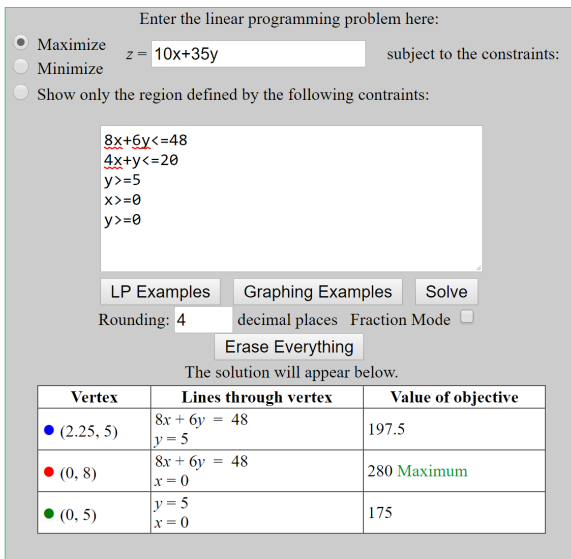 Enter the linear programming problem here:
Maximize
Minimize
z = 10x+35y subject to the constraints:
Show only the region defined by the following contraints:
8x+6y<=48
4x+y<=20
y>=5
x>=0
y>=0
LP Examples Graphing Examples Solve
Rounding: 4 decimal places Fraction Mode
Erase Everything
The solution will appear below.
Vertex Lines through vertex Value of objective
(2.25, 5) 8x + 6y = 48 197.5
y = 5
(0, 8) 8x + 6y = 48 280 Maximum
x = 0
(0, 5) y = 5 175
x = 0